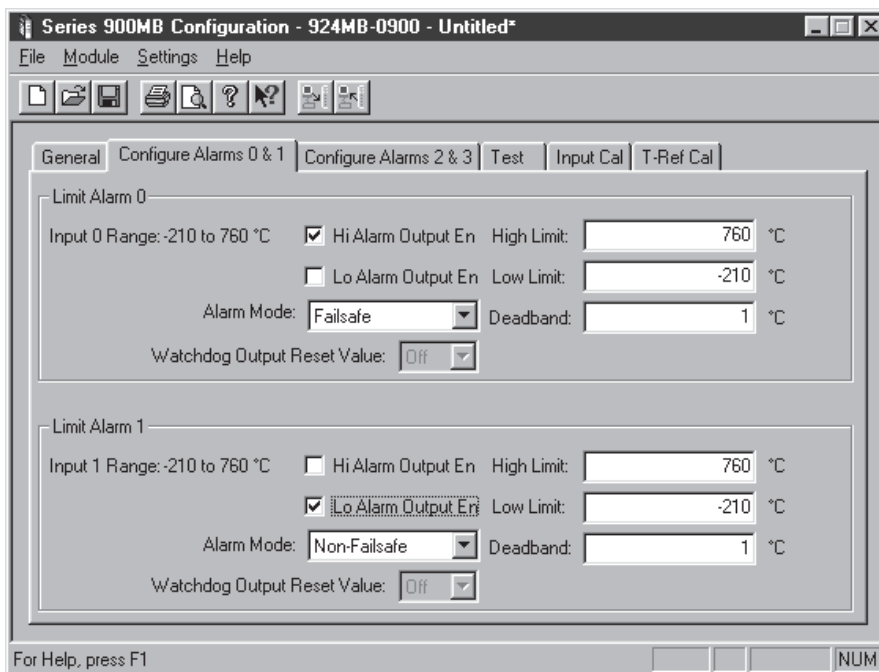 Series 900MB Configuration - 924MB-0900 - Untitled*
File Module Settings Help
General Configure Alarms 0 & 1 Configure Alarms 2 & 3 Test Input Cal T-Ref Cal
Limit Alarm 0
Input 0 Range: -210 to 760 °C Hi Alarm Output En High Limit: 760 °C
Lo Alarm Output En Low Limit: -210 °C
Alarm Mode: Failsafe Deadband: 1 °C
Watchdog Output Reset Value: Off
Limit Alarm 1
Input 1 Range: -210 to 760 °C Hi Alarm Output En High Limit: 760 °C
Lo Alarm Output En Low Limit: -210 °C
Alarm Mode: Non-Failsafe Deadband: 1 °C
Watchdog Output Reset Value: Off
For Help, press F1 NUM